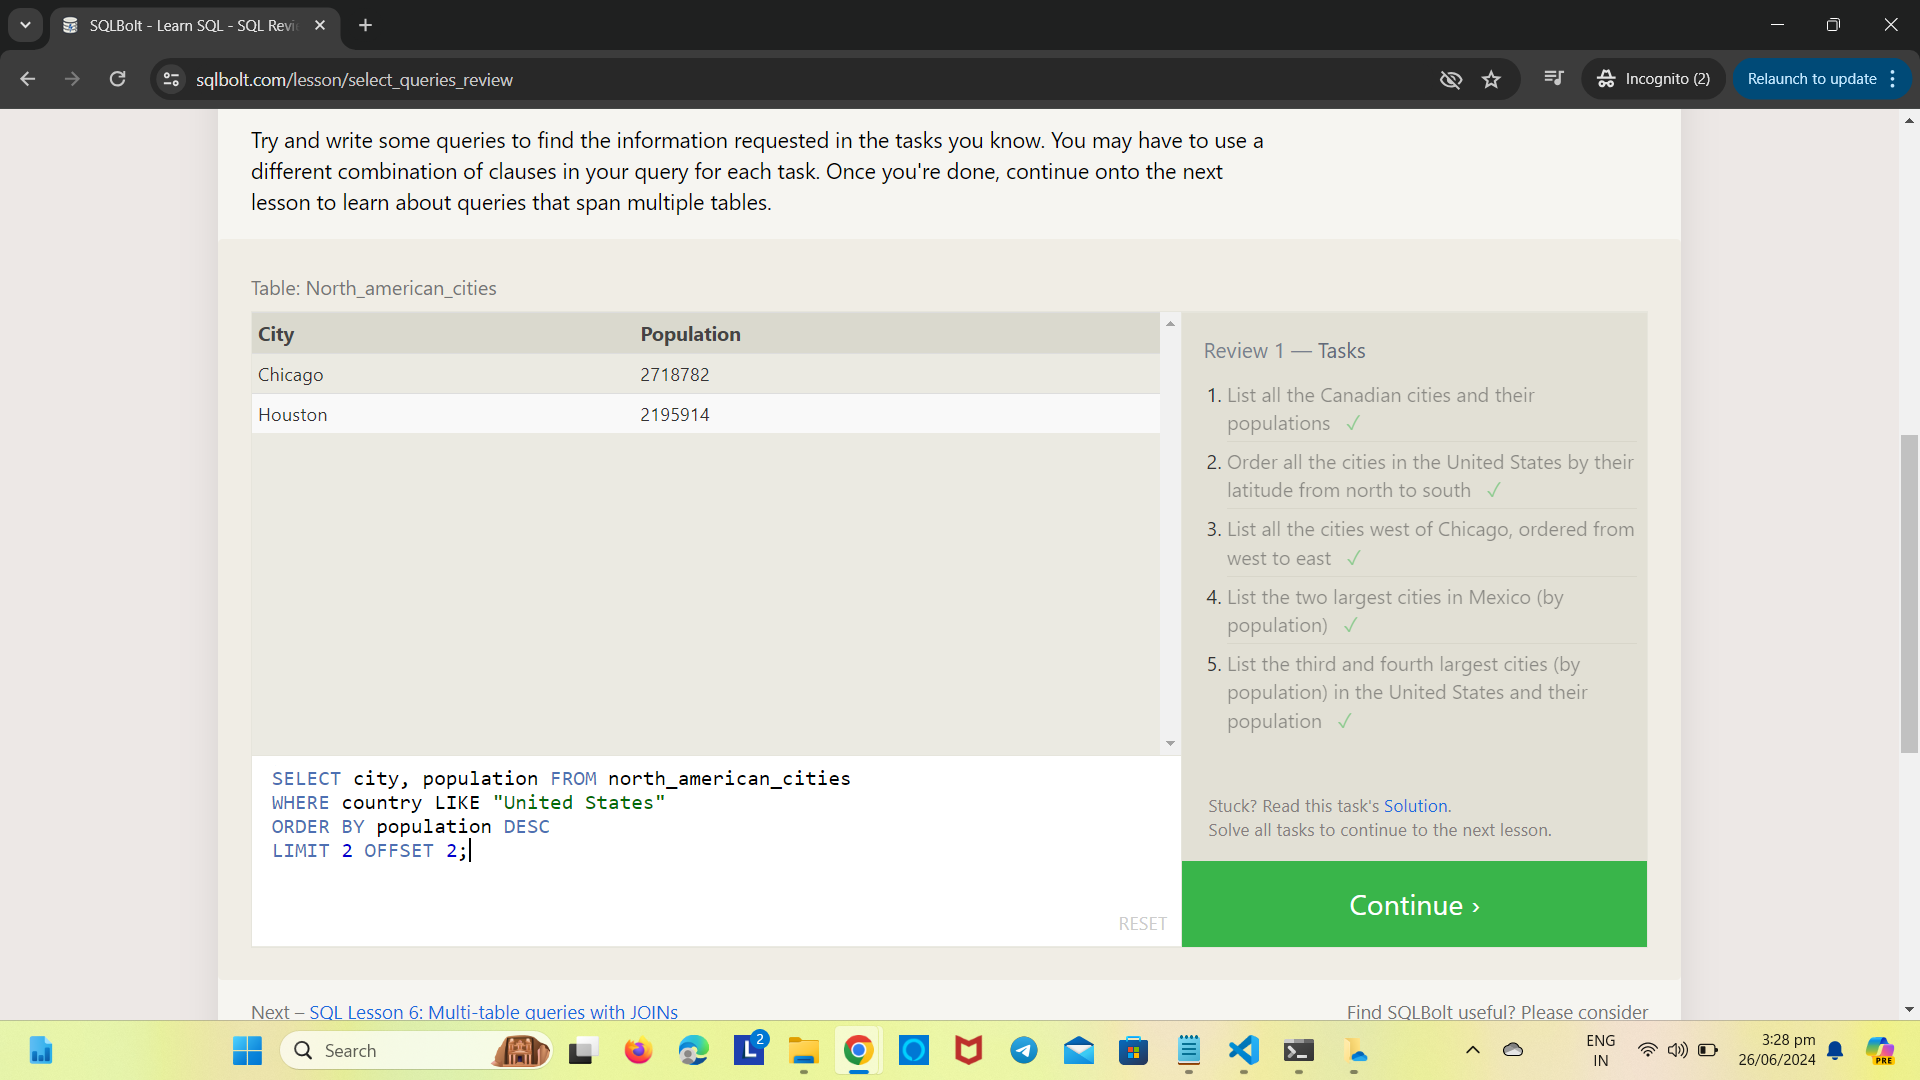 SQLBolt - Learn SQL - SQL Revi
sqlbolt.com/lesson/select_queries_review
Incognito (2)
Relaunch to update
Try and write some queries to find the information requested in the tasks you know. You may have to use a
different combination of clauses in your query for each task. Once you're done, continue onto the next
lesson to learn about queries that span multiple tables.
Table: North_american_cities
City Population
Chicago 2718782
Houston 2195914
SELECT city, population FROM north_american_cities
WHERE country LIKE "United States"
ORDER BY population DESC
LIMIT 2 OFFSET 2;
RESET
Review 1 — Tasks
1. List all the Canadian cities and their
populations ✓
2. Order all the cities in the United States by their
latitude from north to south ✓
3. List all the cities west of Chicago, ordered from
west to east ✓
4. List the two largest cities in Mexico (by
population) ✓
5. List the third and fourth largest cities (by
population) in the United States and their
population ✓
Stuck? Read this task's Solution.
Solve all tasks to continue to the next lesson.
Continue ›
Next – SQL Lesson 6: Multi-table queries with JOINs
Find SQLBolt useful? Please consider
Search
L
2
ENG
IN
3:28 pm
26/06/2024
PRE